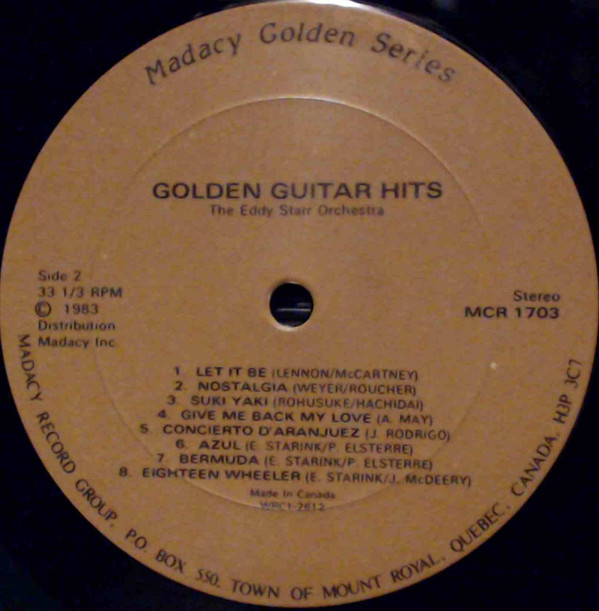 Madacy Golden Series
GOLDEN GUITAR HITS
The Eddy Starr Orchestra
Side 2
33 1/3 RPM
© 1983
Distribution
Madacy Inc
Stereo
MCR 1703
1. LET IT BE (LENNON/McCARTNEY)
2. NOSTALGIA (WEYER/ROUCHER)
3. SUKI YAKI (ROHUSUKE/HACHIDAI)
4. GIVE ME BACK MY LOVE (A. MAY)
5. CONCIERTO D'ARANJUEZ (J. RODRIGO)
6. AZUL (E. STARINK/P. ELSTERRE)
7. BERMUDA (E. STARINK/P. ELSTERRE)
8. EIGHTEEN WHEELER (E. STARINK/J. McDEERY)
Made In Canada
WRC1-2612
MADACY RECORD GROUP, P.O. BOX 550, TOWN OF MOUNT ROYAL, QUEBEC, CANADA, H3P 3C7